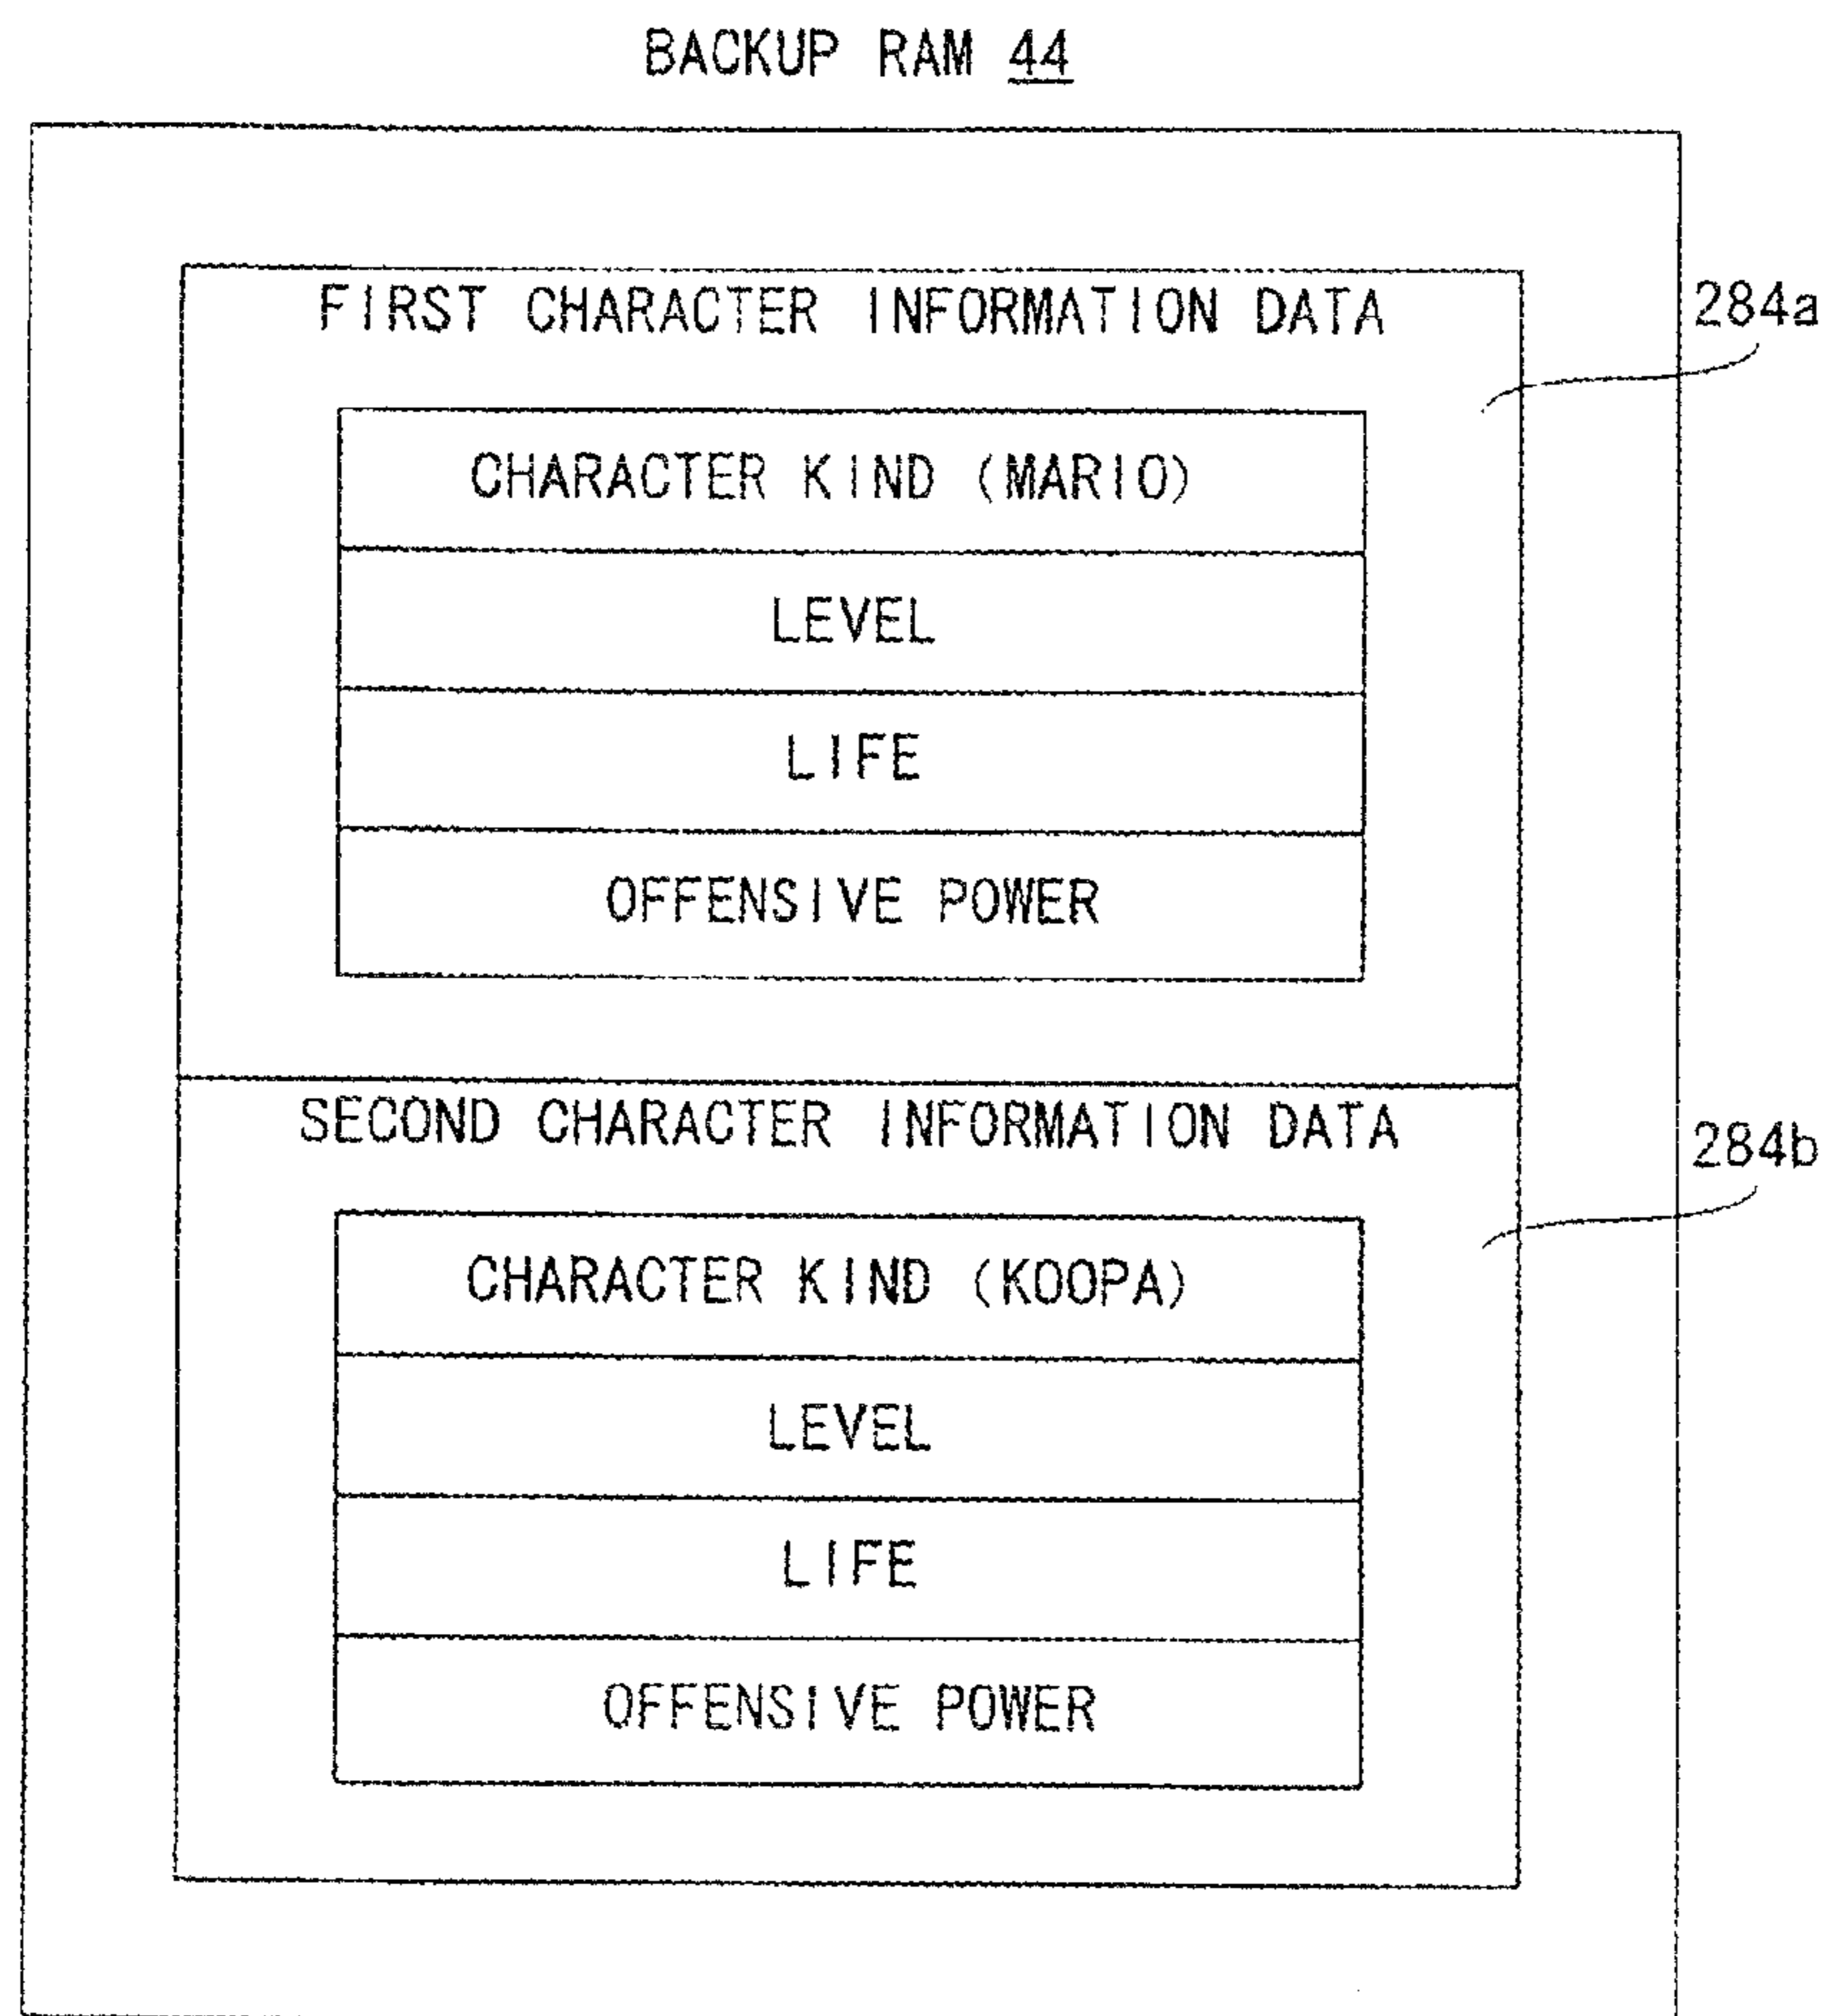 BACKUP RAM 44
FIRST CHARACTER INFORMATION DATA
284a
CHARACTER KIND (MARIO)
LEVEL
LIFE
OFFENSIVE POWER
SECOND CHARACTER INFORMATION DATA
284b
CHARACTER KIND (KOOPA)
LEVEL
LIFE
OFFENSIVE POWER